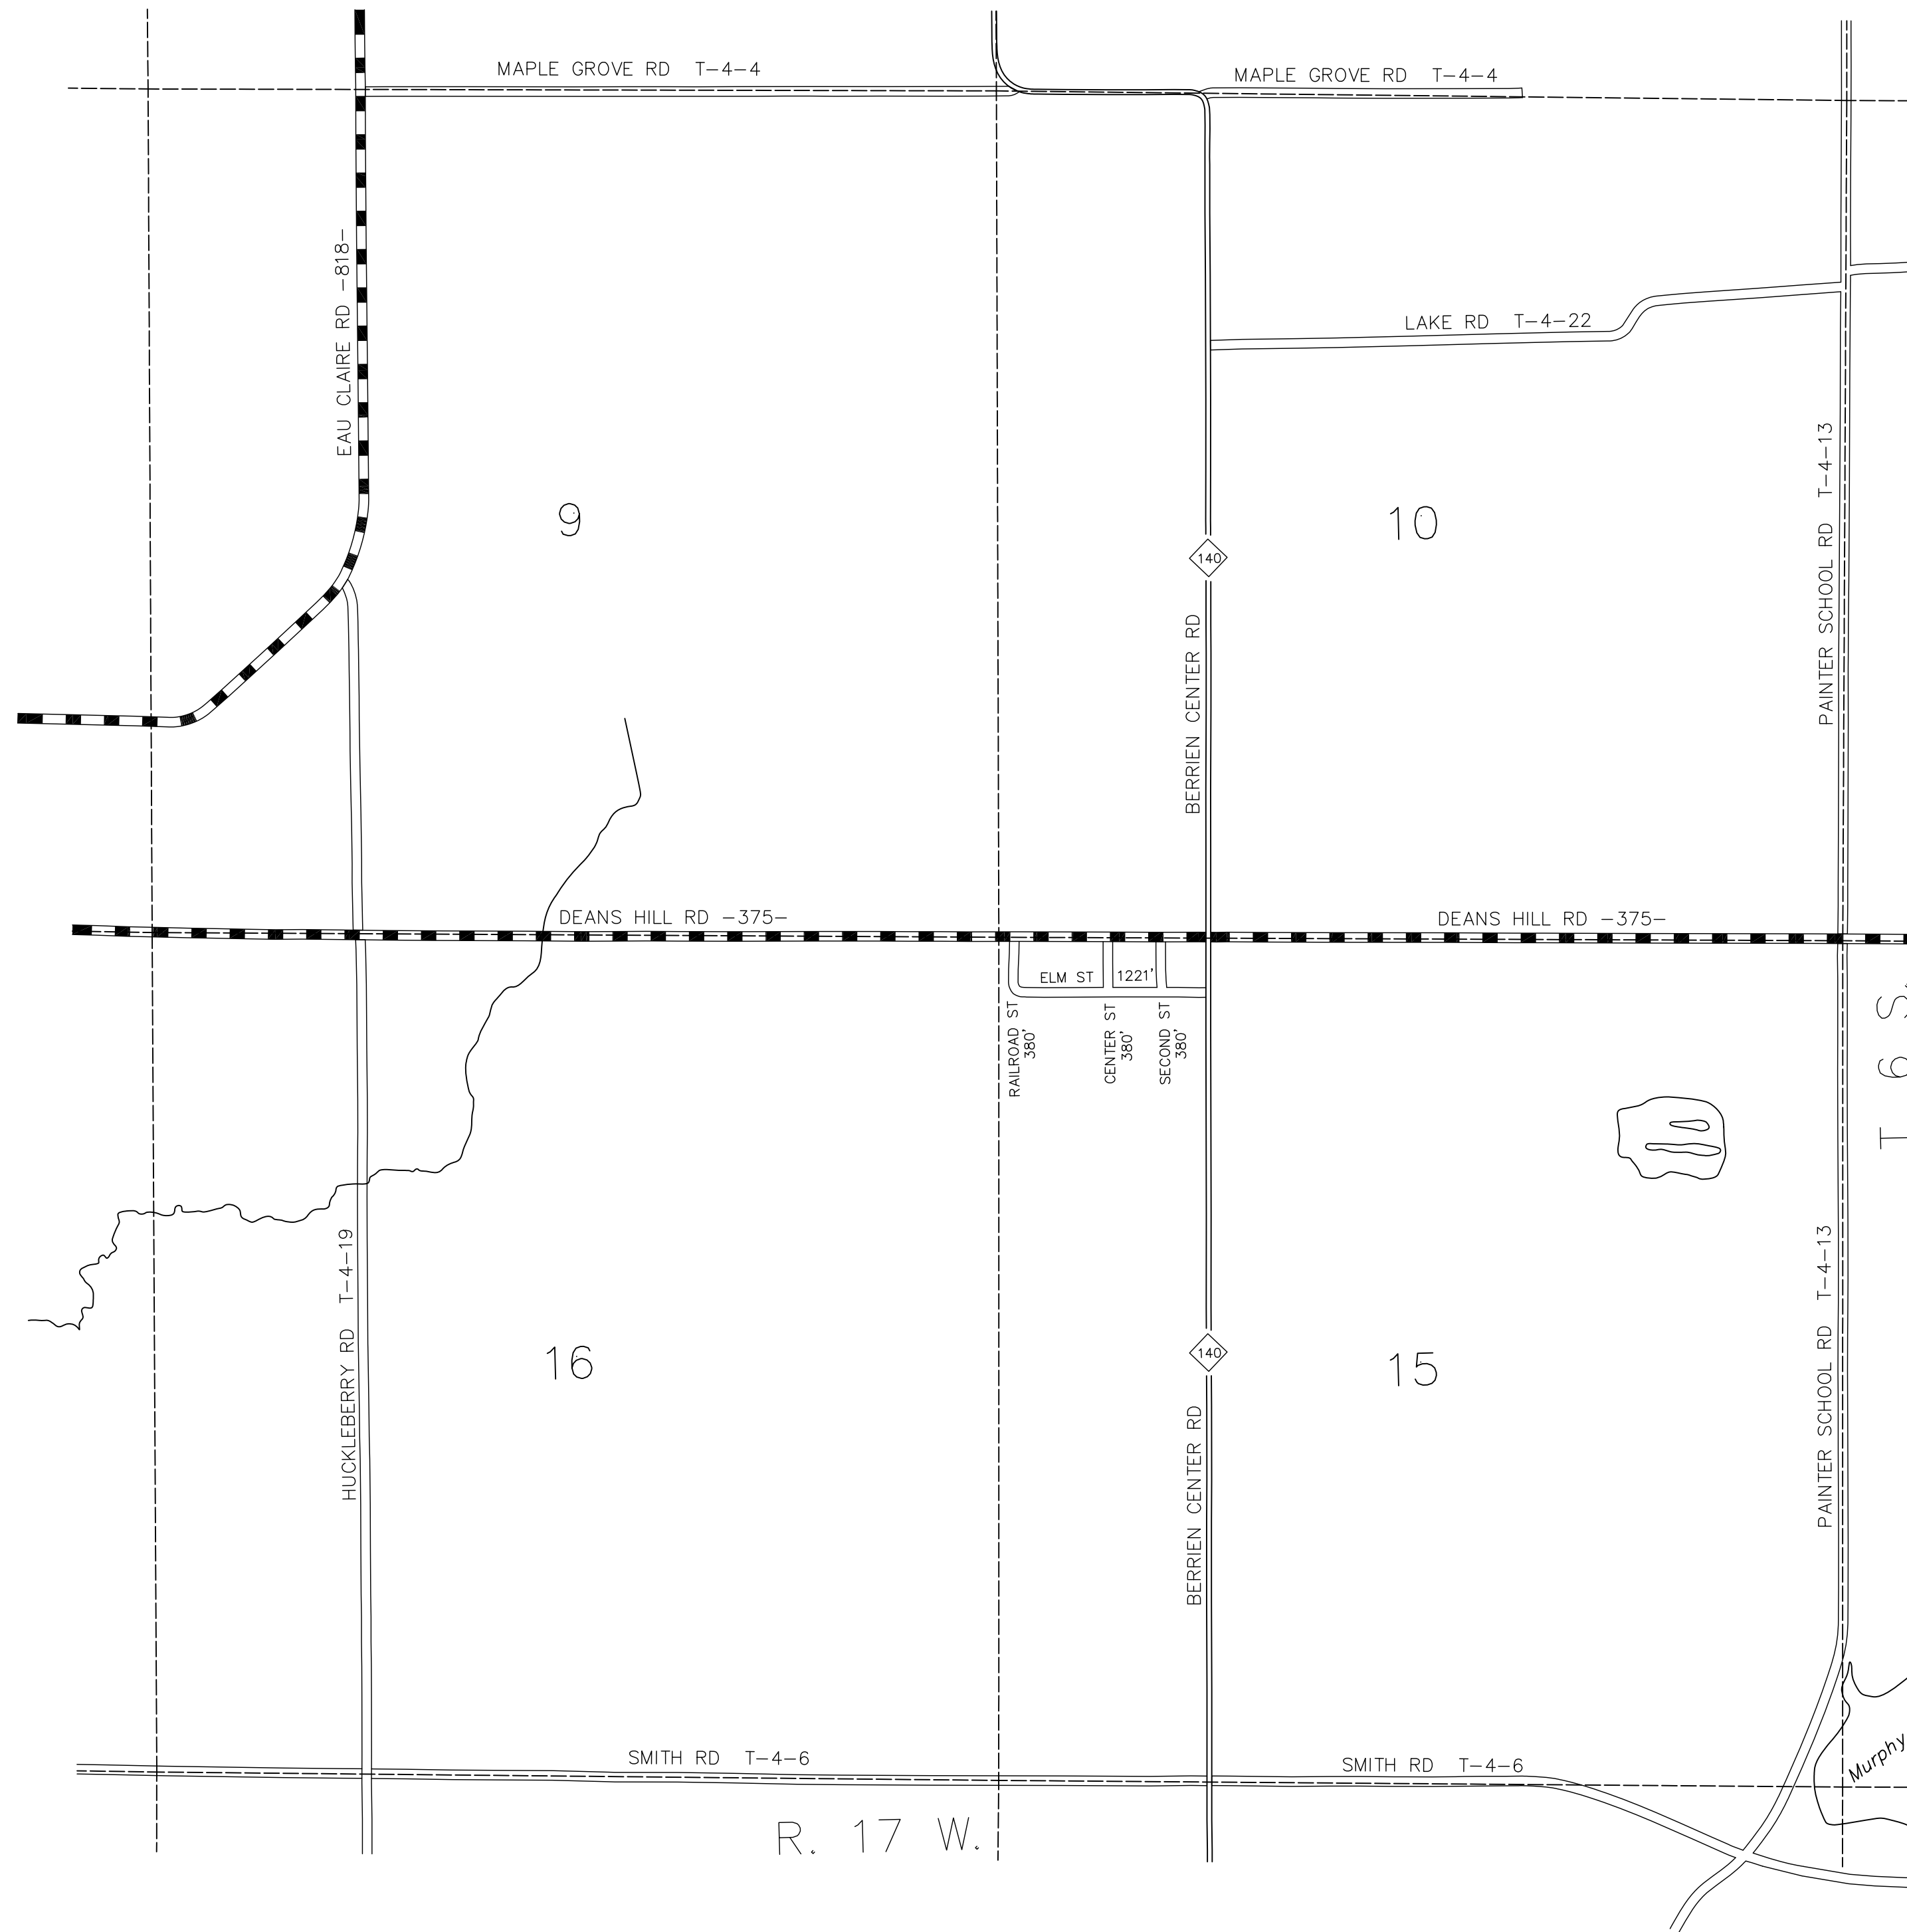 MAPLE GROVE RD T-4-4
MAPLE GROVE RD T-4-4
EAU CLAIRE RD -818-
LAKE RD T-4-22
PAINTER SCHOOL RD T-4-13
9
10
140
BERRIEN CENTER RD
DEANS HILL RD -375-
DEANS HILL RD -375-
ELM ST 1221'
RAILROAD ST
380'
CENTER ST
380'
SECOND ST
380'
T 6 S.
HUCKLEBERRY RD T-4-19
PAINTER SCHOOL RD T-4-13
16
140
15
BERRIEN CENTER RD
SMITH RD T-4-6
SMITH RD T-4-6
Murphy
R. 17 W.